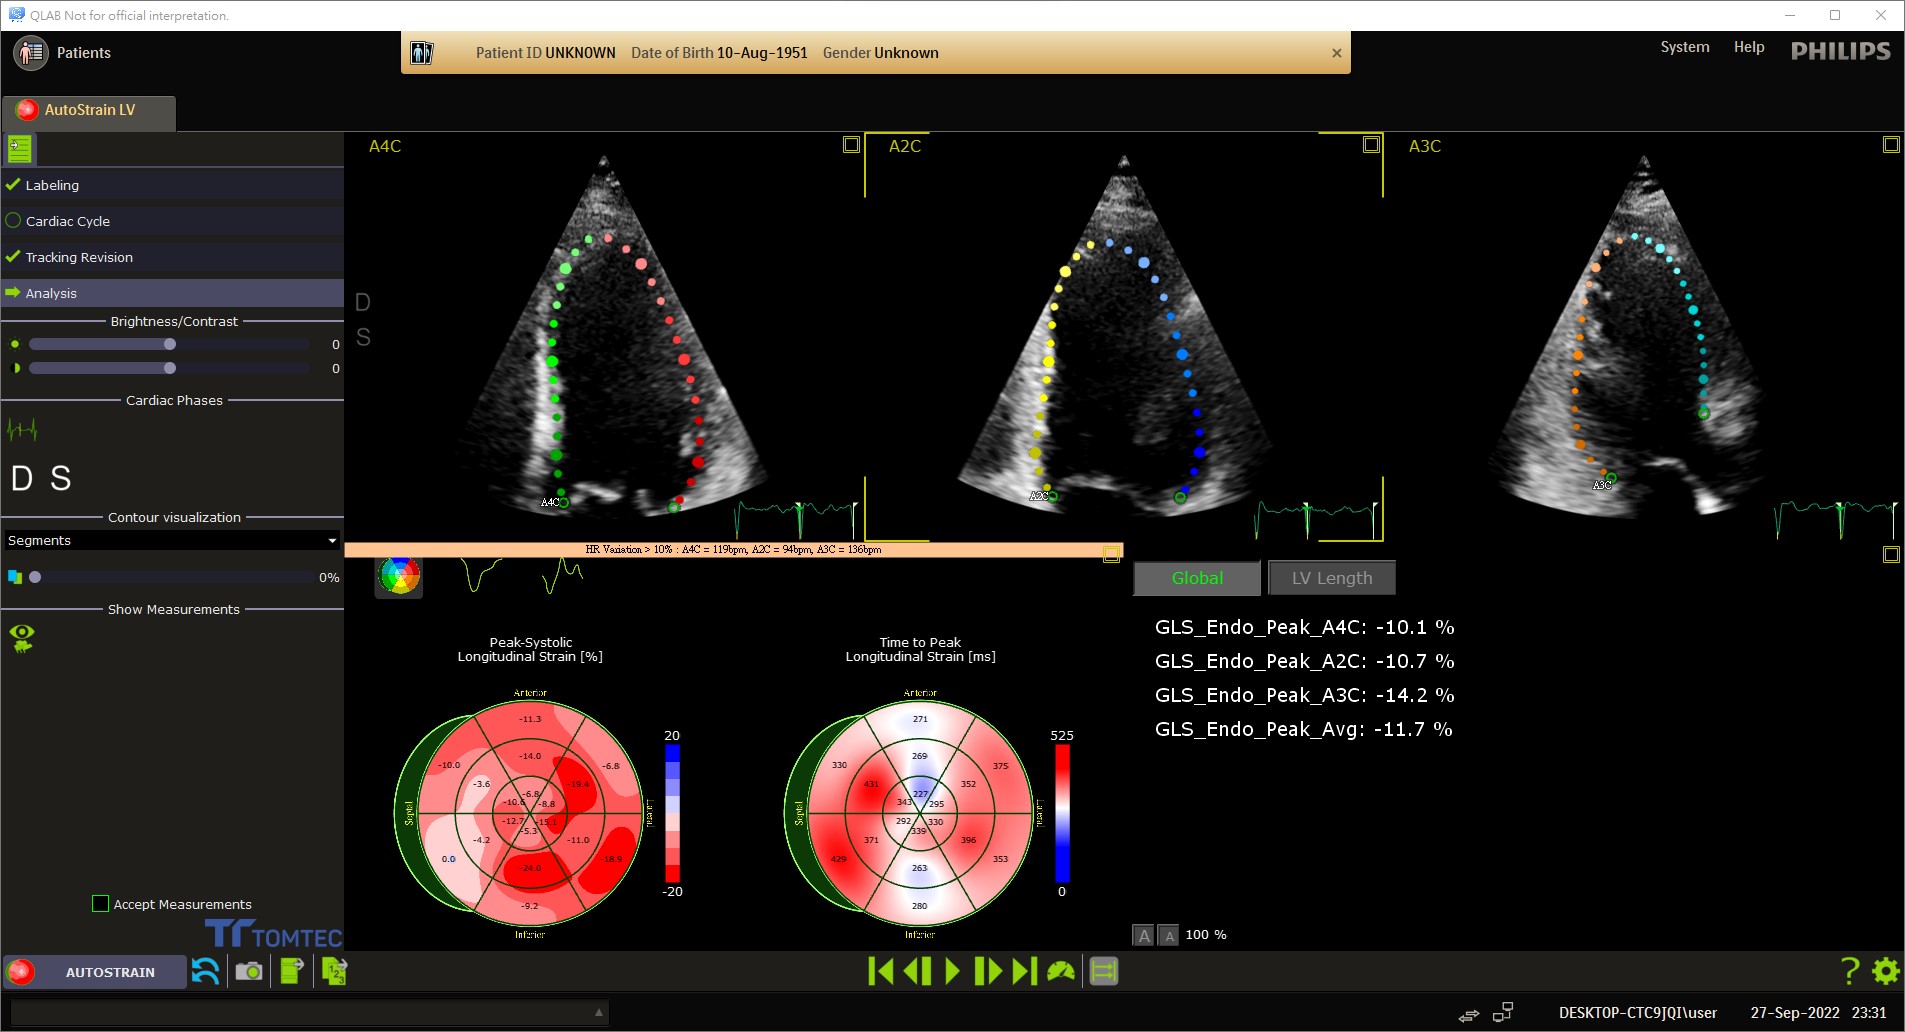 QLAB Not for official interpretation.
Patients
Patient ID UNKNOWN Date of Birth 10-Aug-1951 Gender Unknown
System Help PHILIPS
AutoStrain LV
Labeling
Cardiac Cycle
Tracking Revision
Analysis
Brightness/Contrast
0
0
Cardiac Phases
D S
Contour visualization
Segments
0%
Show Measurements
Accept Measurements
TOMTEC
A4C
D
S
A4C
A2C
A2C
A3C
A3C
HR Variation > 10% : A4C = 119bpm, A2C = 94bpm, A3C = 136bpm
Peak-Systolic
Longitudinal Strain [%]
Anterior
-11.3
-10.0
-14.0
-6.8
-3.6
-19.4
-6.8
-10.6
-8.8
-12.7
-15.1
-5.3
-4.2
-11.0
0.0
-18.9
-24.0
-9.2
Septal
Lateral
Inferior
20
-20
Time to Peak
Longitudinal Strain [ms]
Anterior
271
330
269
375
431
352
227
343
295
292
330
339
371
396
429
353
263
280
Septal
Lateral
Inferior
525
0
Global LV Length
GLS_Endo_Peak_A4C: -10.1 %
GLS_Endo_Peak_A2C: -10.7 %
GLS_Endo_Peak_A3C: -14.2 %
GLS_Endo_Peak_Avg: -11.7 %
A A 100 %
AUTOSTRAIN
1 2 3
?
DESKTOP-CTC9JQI\user 27-Sep-2022 23:31